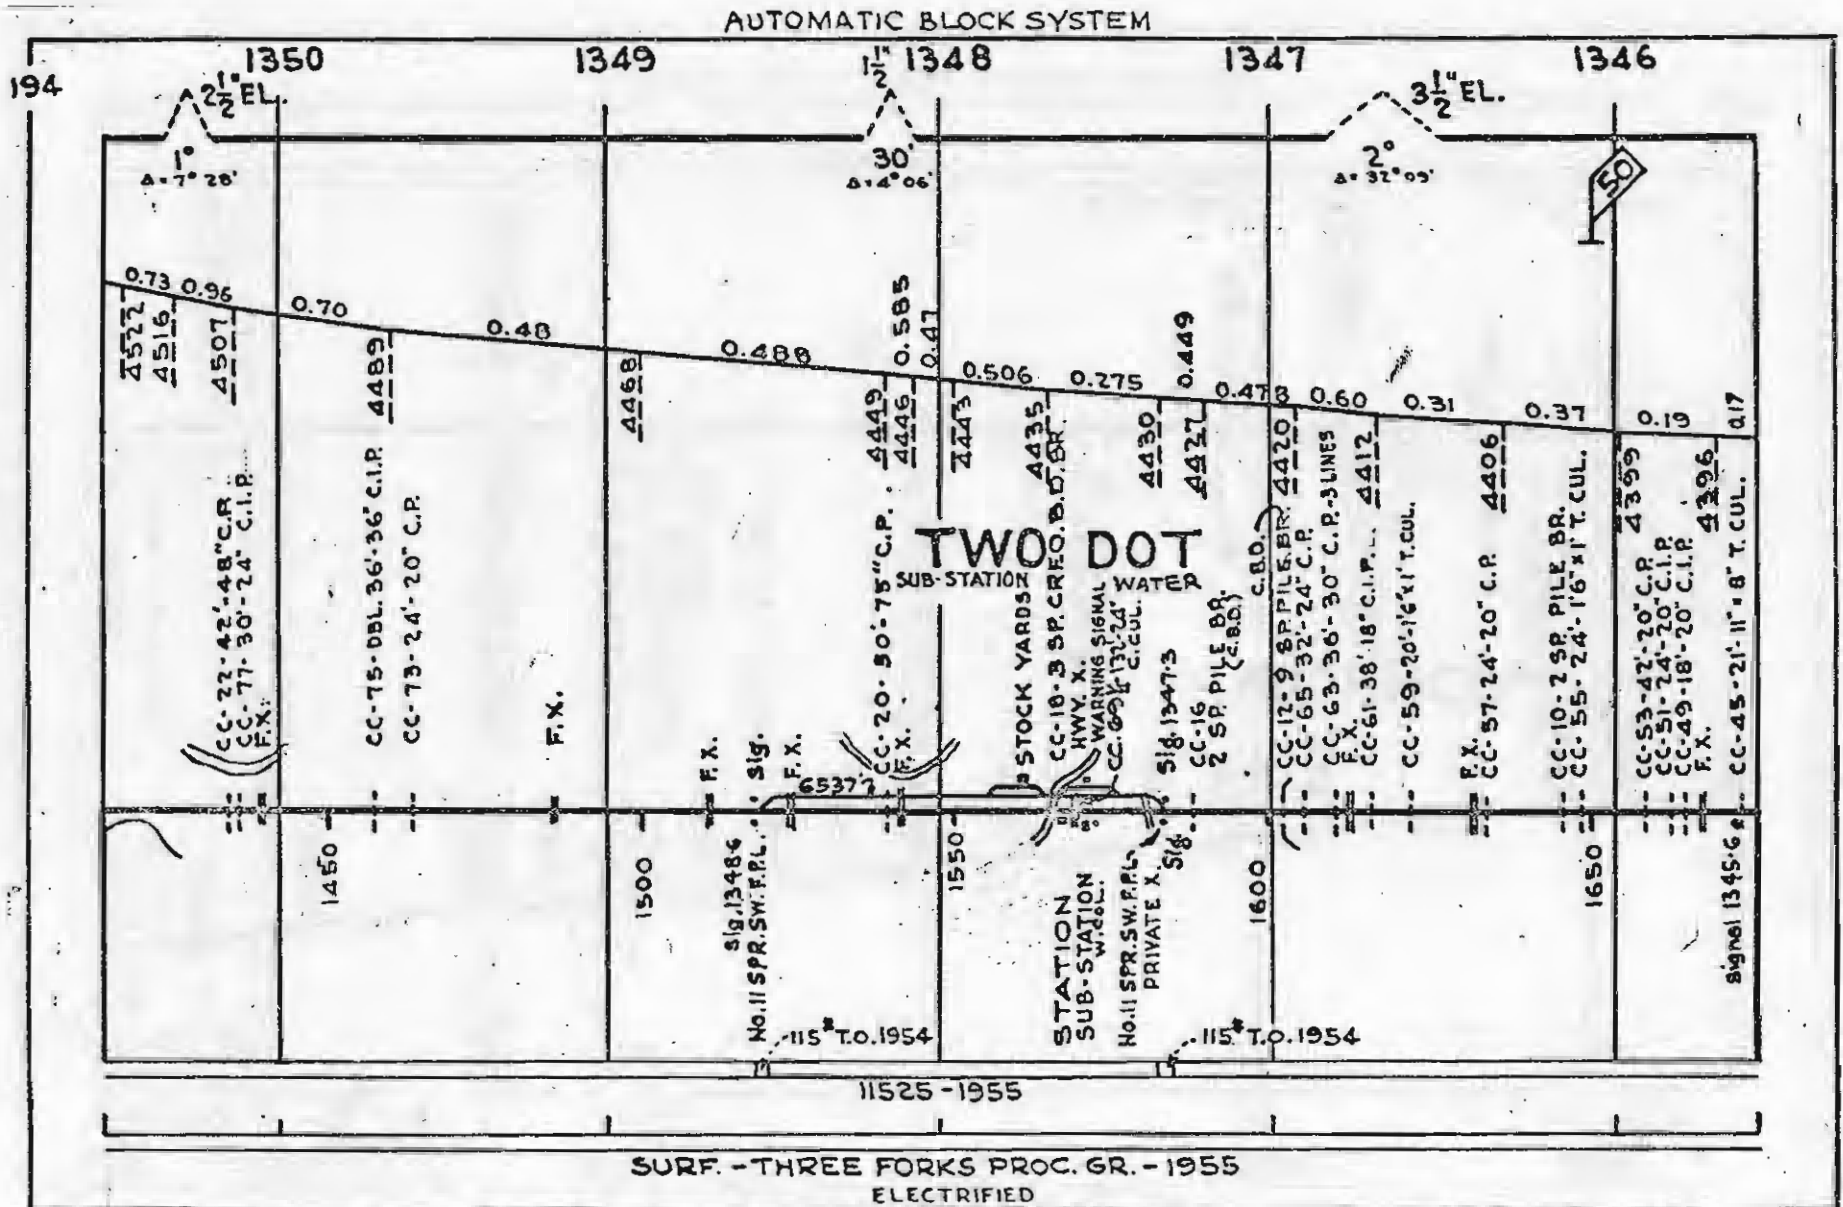 AUTOMATIC BLOCK SYSTEM
194
1350
1349
1348
1347
1346
2½" EL.
1½"
3½" EL.
1°
Δ=7° 28'
30'
Δ=4° 06'
2°
Δ=32° 09'
50
0.73
0.96
0.70
0.48
0.488
0.585
0.47
0.506
0.275
0.449
0.478
0.60
0.31
0.37
0.19
0.17
4522
4516
4507
4489
4468
4449
4446
4443
4435
4430
4427
4420
4412
4406
4399
4396
TWO DOT
SUB-STATION
WATER
CC-22-42'-48" C.P.
CC-77-30'-24" C.I.P.
F.X.
CC-75-DBL.36'-36" C.I.P.
CC-73-24'-20" C.P.
F.X.
F.X.
Sig.
F.X.
6537'
CC-20-50'-75" C.P.
F.X.
STOCK YARDS
CC-18-3 SP. CRE.O.B.D.BR.
HWY. X.
WARNING SIGNAL
CC.69½-132'-24"
C.CUL.
Sig.1347.3
CC-16
2 SP. PILE BR.
(C.B.D.)
C.B.D.
CC-12-9 SP. PILE.BR.
CC-65-32'-24" C.P.
CC-63-36'-30" C.P.-3LINES
F.X.
CC-61-38'-18" C.I.P.
CC-59-20'-1'6"x1' T.CUL.
F.X.
CC-57-24'-20" C.P.
CC-10-2 SP. PILE BR.
CC-55-24'-1'6"x1' T. CUL.
CC-53-42'-20" C.P.
CC-51-24'-20" C.I.P.
CC-49-18'-20" C.I.P.
F.X.
CC-45-21'-11"x8" T. CUL.
1450
1500
Sig.1348.6
No.11 SPR.SW.F.P.L.
1550
STATION
SUB-STATION
W.COL.
No.11 SPR.SW.F.P.L.
PRIVATE X.
Sig.
1600
1650
Signal 1345.6
115# T.O.1954
115# T.O.1954
11525-1955
SURF.-THREE FORKS PROC. GR.-1955
ELECTRIFIED